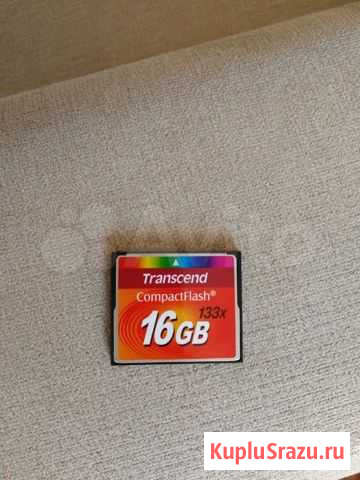 Transcend
CompactFlash®
133x
16GB
KupluSrazu.ru